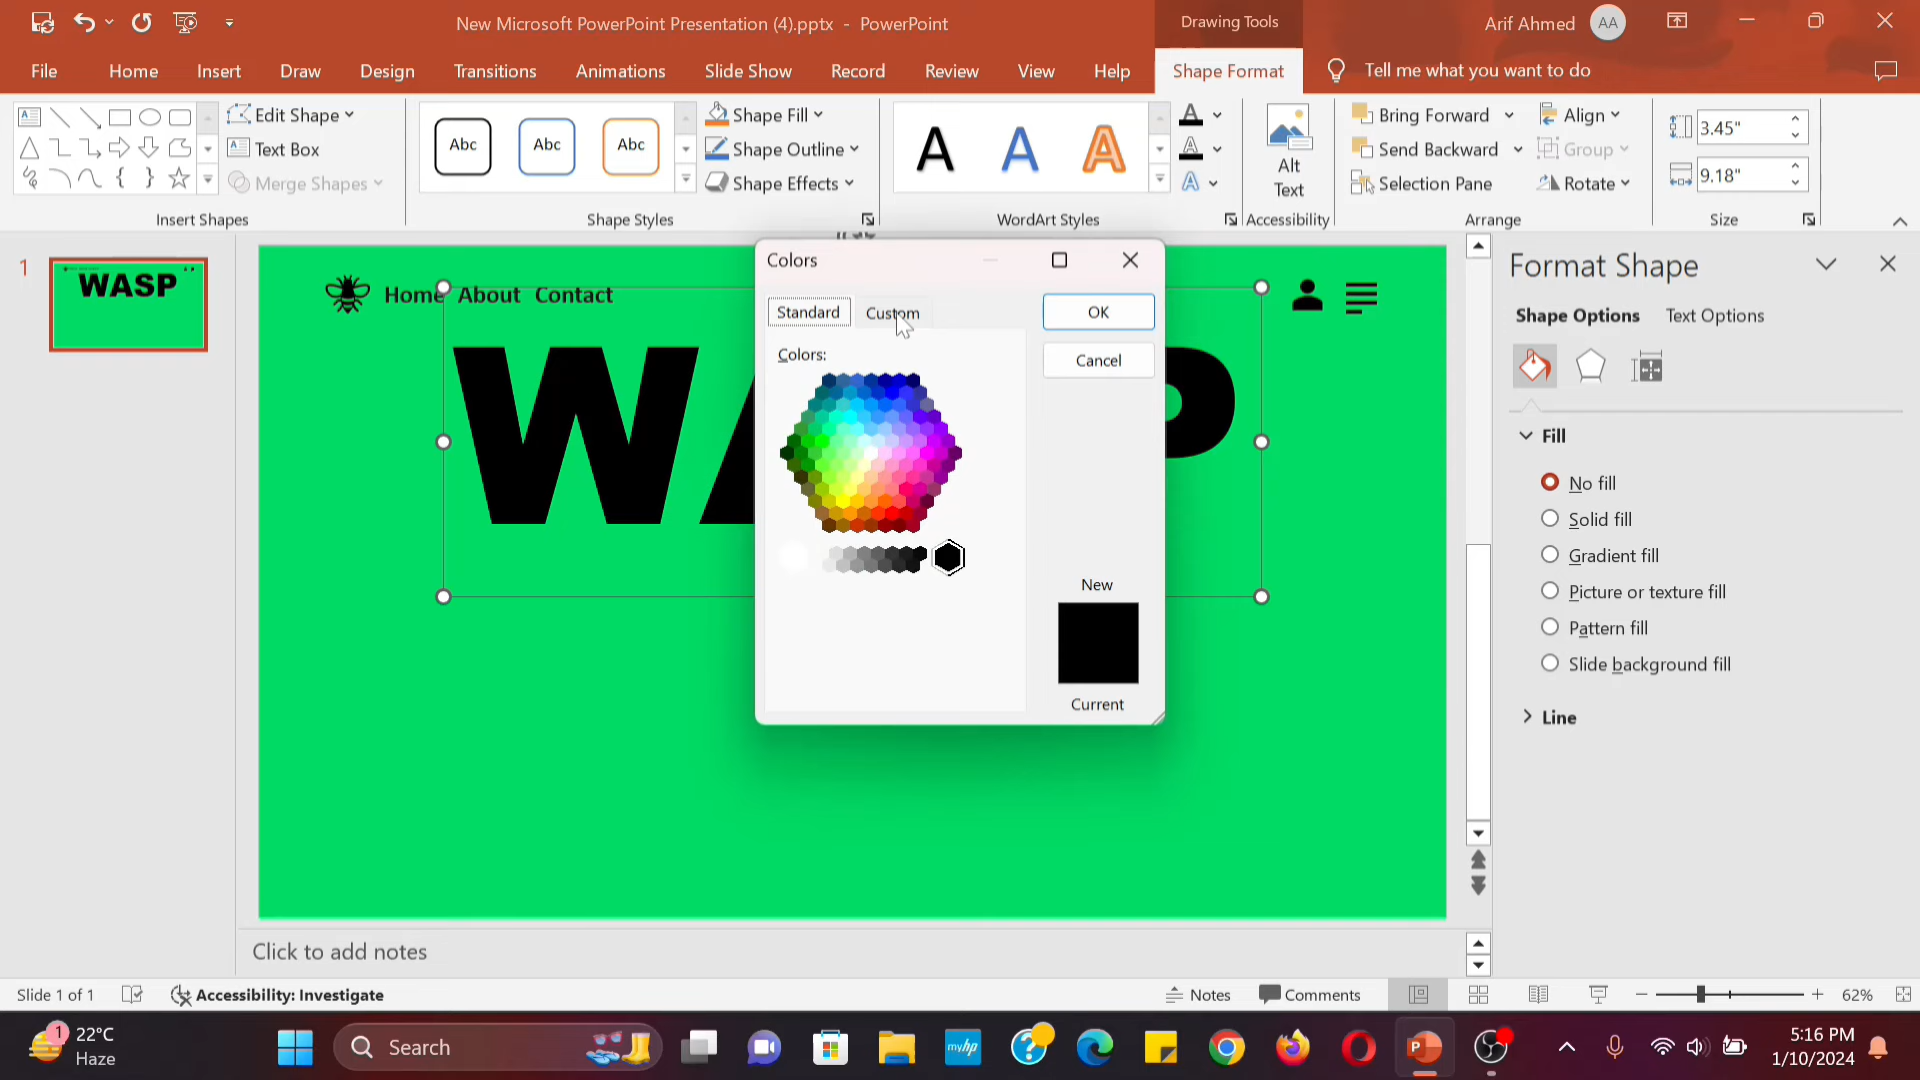 New Microsoft PowerPoint Presentation (4).pptx - PowerPoint
Drawing Tools
Arif Ahmed AA
File Home Insert Draw Design Transitions Animations Slide Show Record Review View Help Shape Format Tell me what you want to do
Edit Shape
Text Box
Merge Shapes
Insert Shapes
Abc Abc Abc
Shape Fill
Shape Outline
Shape Effects
Shape Styles
A A A
A
A
A
WordArt Styles
Alt
Text
Accessibility
Bring Forward
Send Backward
Selection Pane
Align
Group
Rotate
Arrange
3.45"
9.18"
Size
1
WASP
Home About Contact
WA P
Colors
Standard Custom
OK
Cancel
Colors:
New
Current
Format Shape
Shape Options Text Options
Fill
No fill
Solid fill
Gradient fill
Picture or texture fill
Pattern fill
Slide background fill
Line
Click to add notes
Slide 1 of 1
Accessibility: Investigate
Notes
Comments
62%
1
22°C
Haze
Search
myhp
5:16 PM
1/10/2024